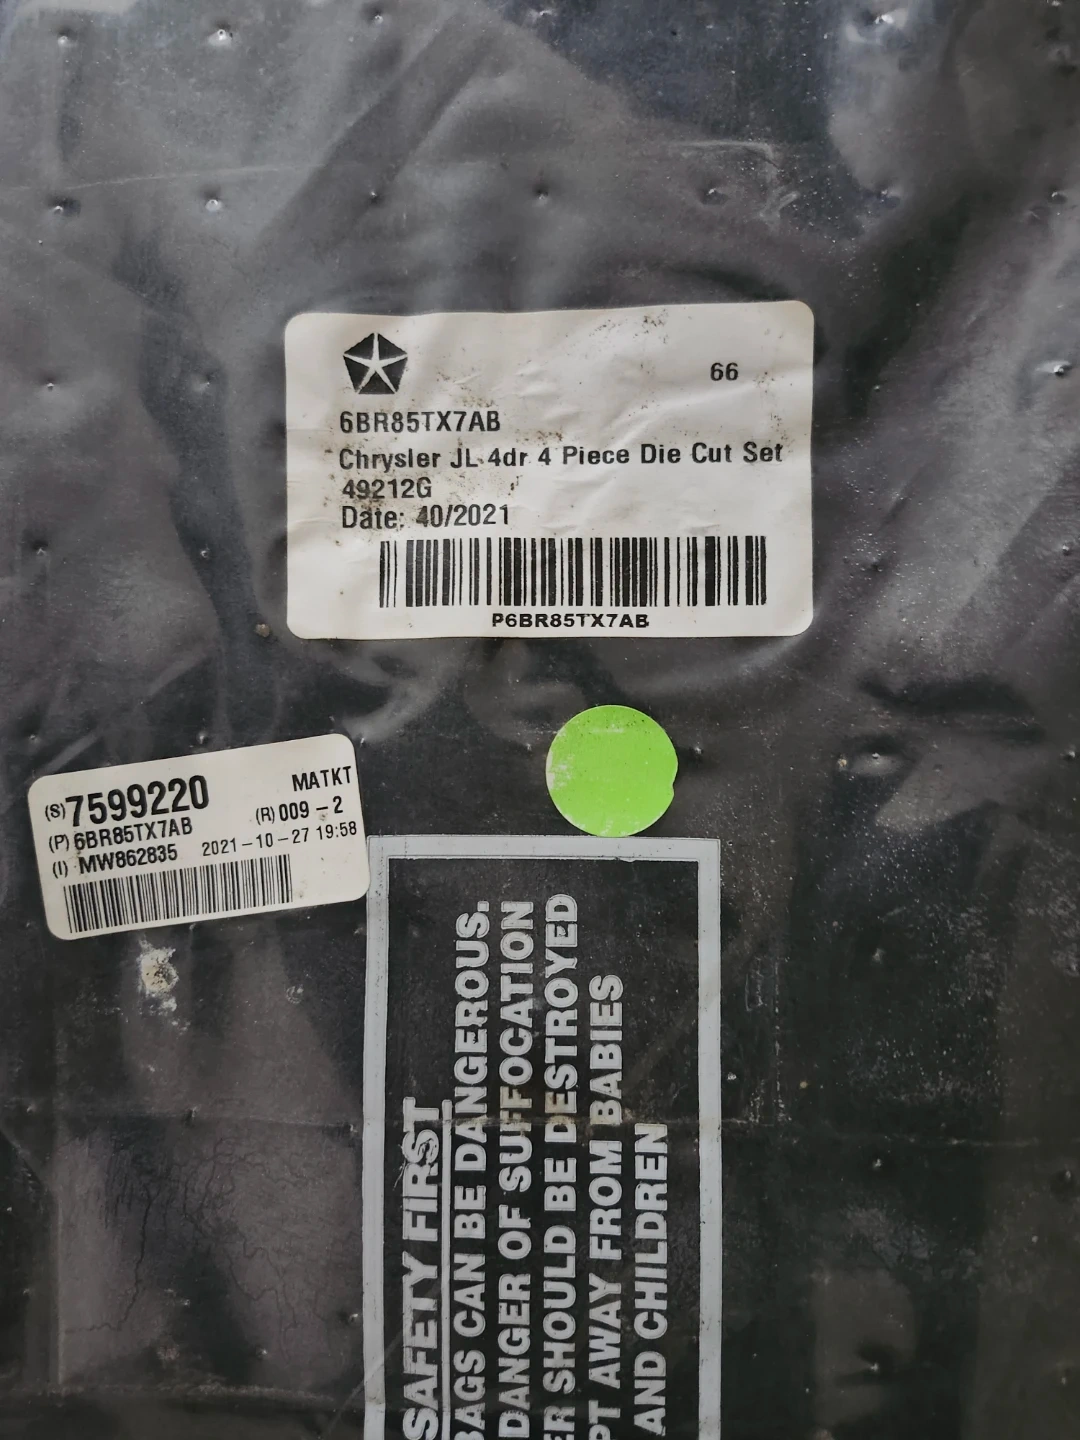 66
6BR85TX7AB
Chrysler JL 4dr 4 Piece Die Cut Set
49212G
Date: 40/2021
P6BR85TX7AB
MATKT
(S)7599220
(R)009-2
(P)6BR85TX7AB
(I) MW862835 2021-10-27 19:58
SAFETY FIRST
BAGS CAN BE DANGEROUS.
DANGER OF SUFFOCATION
SHOULD BE DESTROYED
AWAY FROM BABIES
AND CHILDREN